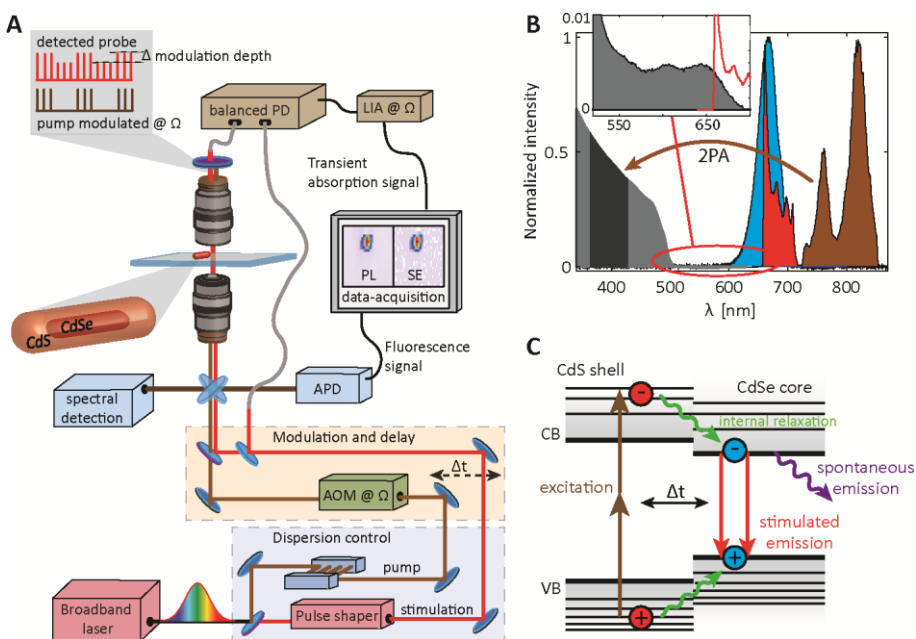 A
detected probe
Δ modulation depth
pump modulated @ Ω
balanced PD
LIA @ Ω
Transient
absorption signal
PL
SE
data-acquisition
CdSe
CdS
Fluorescence
signal
spectral
detection
APD
Modulation and delay
Δt
AOM @ Ω
Dispersion control
pump
Broadband
laser
Pulse shaper
stimulation
B
Normalized intensity
1
0.5
0
0.01
0
550
650
2PA
400
500
600
700
800
λ [nm]
C
CdS shell
CdSe core
CB
-
internal relaxation
-
spontaneous
emission
excitation
Δt
stimulated
emission
+
VB
+